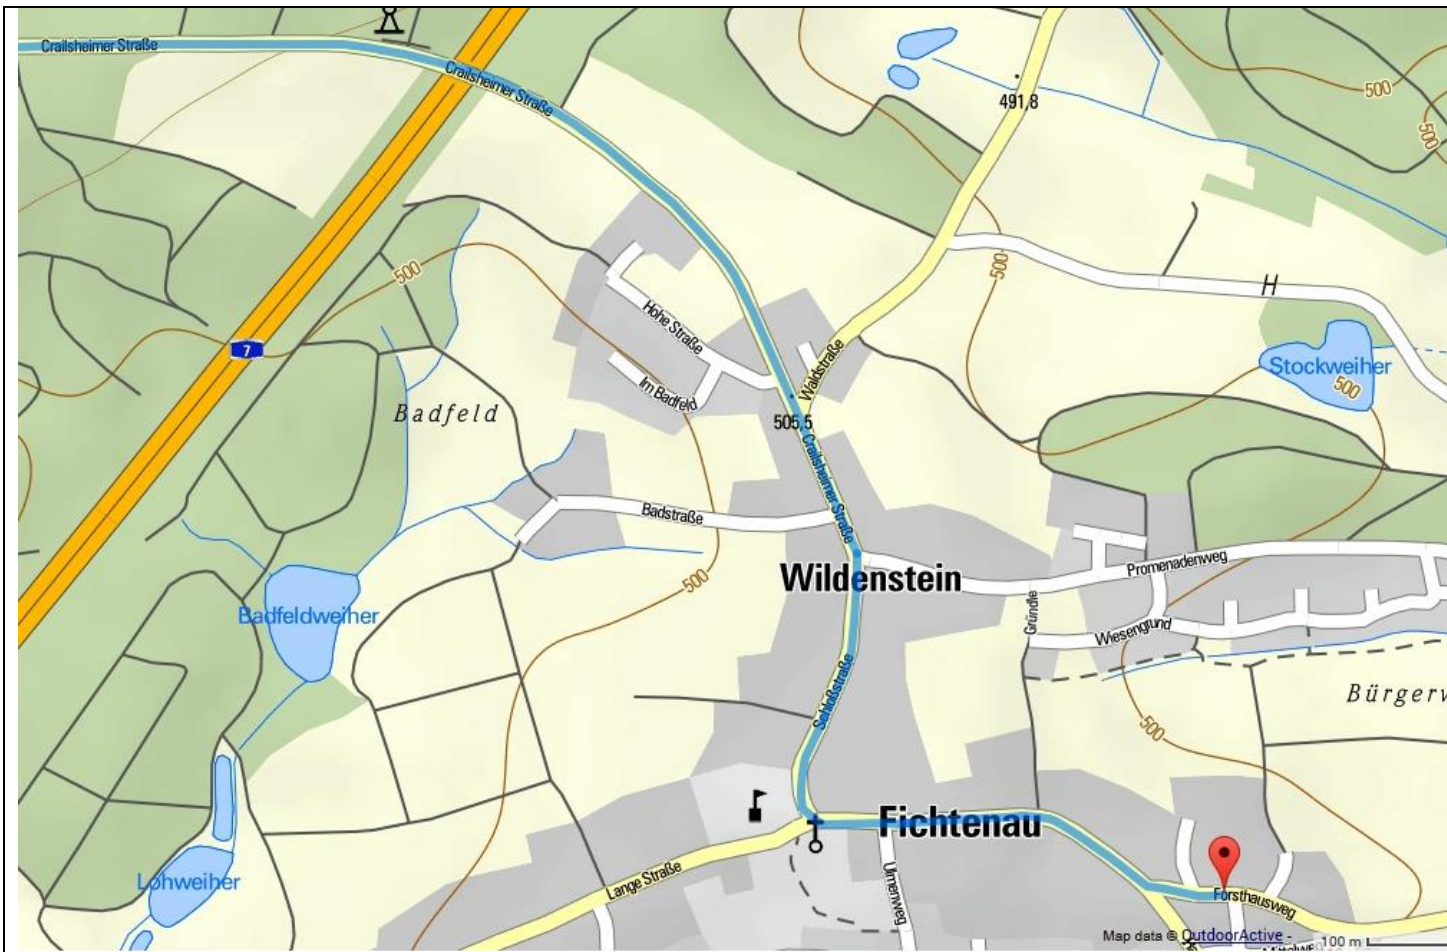 Crailsheimer Straße
Crailsheimer Straße
491,8
500
500
500
500
H
Hohe Straße
Waldstraße
7
Stockweiher
500
Im Badfeld
Badfeld
505,5
Crailsheimer Straße
Badstraße
Promenadenweg
Wildenstein
500
Gründle
Badfeldweiher
Wiesengrund
Schloßstraße
500
Fichtenau
Lohweiher
Lange Straße
Ulmenweg
Forsthausweg
Map data © OutdoorActive -
100 m